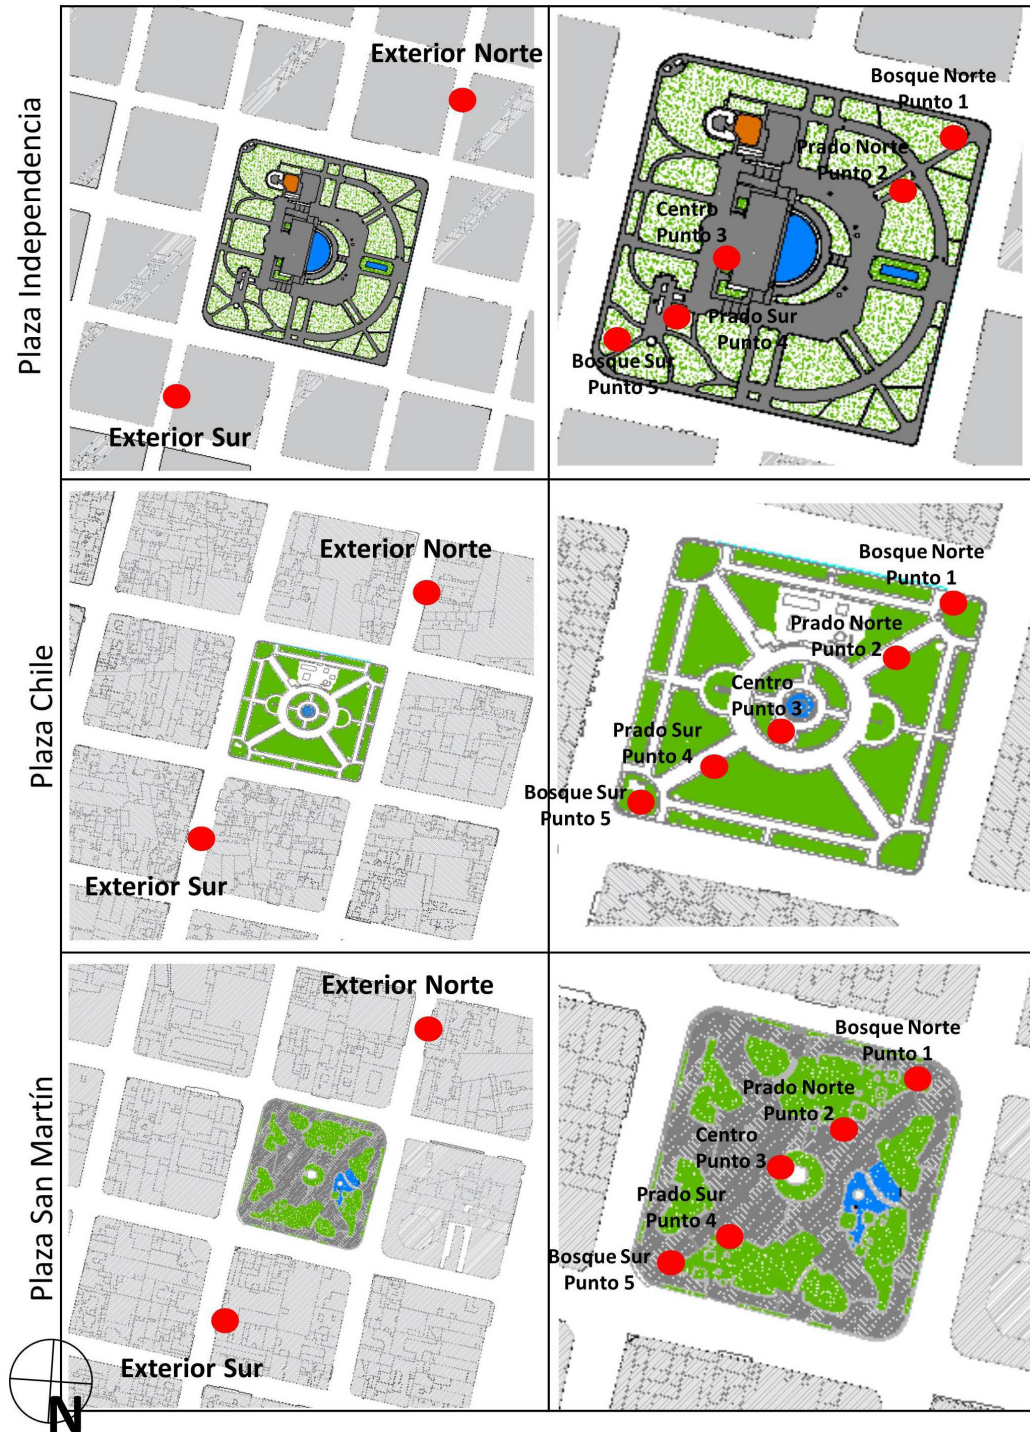 Plaza Independencia
Exterior Norte
Exterior Sur
Bosque Norte
Punto 1
Prado Norte
Punto 2
Centro
Punto 3
Prado Sur
Punto 4
Bosque Sur
Punto 5
Plaza Chile
Exterior Norte
Exterior Sur
Bosque Norte
Punto 1
Prado Norte
Punto 2
Centro
Punto 3
Prado Sur
Punto 4
Bosque Sur
Punto 5
Plaza San Martín
Exterior Norte
Exterior Sur
Bosque Norte
Punto 1
Prado Norte
Punto 2
Centro
Punto 3
Prado Sur
Punto 4
Bosque Sur
Punto 5
N